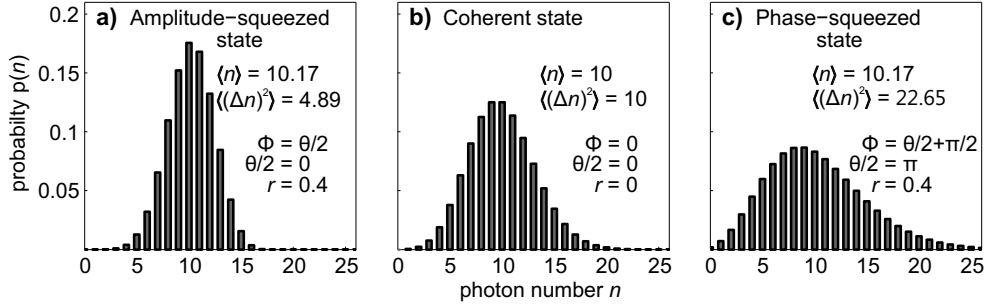 a) Amplitude−squeezed
state
⟨n⟩ = 10.17
⟨(Δn)²⟩ = 4.89
Φ = θ/2
θ/2 = 0
r = 0.4
0.2
0.15
0.1
0.05
probabilty p(n)
0 5 10 15 20 25
b) Coherent state
⟨n⟩ = 10
⟨(Δn)²⟩ = 10
Φ = 0
θ/2 = 0
r = 0
0 5 10 15 20 25
photon number n
c) Phase−squeezed
state
⟨n⟩ = 10.17
⟨(Δn)²⟩ = 22.65
Φ = θ/2+π/2
θ/2 = π
r = 0.4
0 5 10 15 20 25